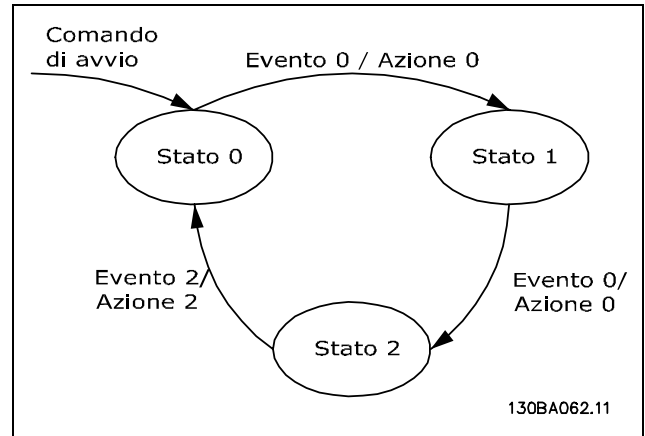 Comando
di avvio
Evento 0 / Azione 0
Stato 0
Stato 1
Evento 2/
Azione 2
Evento 0/
Azione 0
Stato 2
130BA062.11